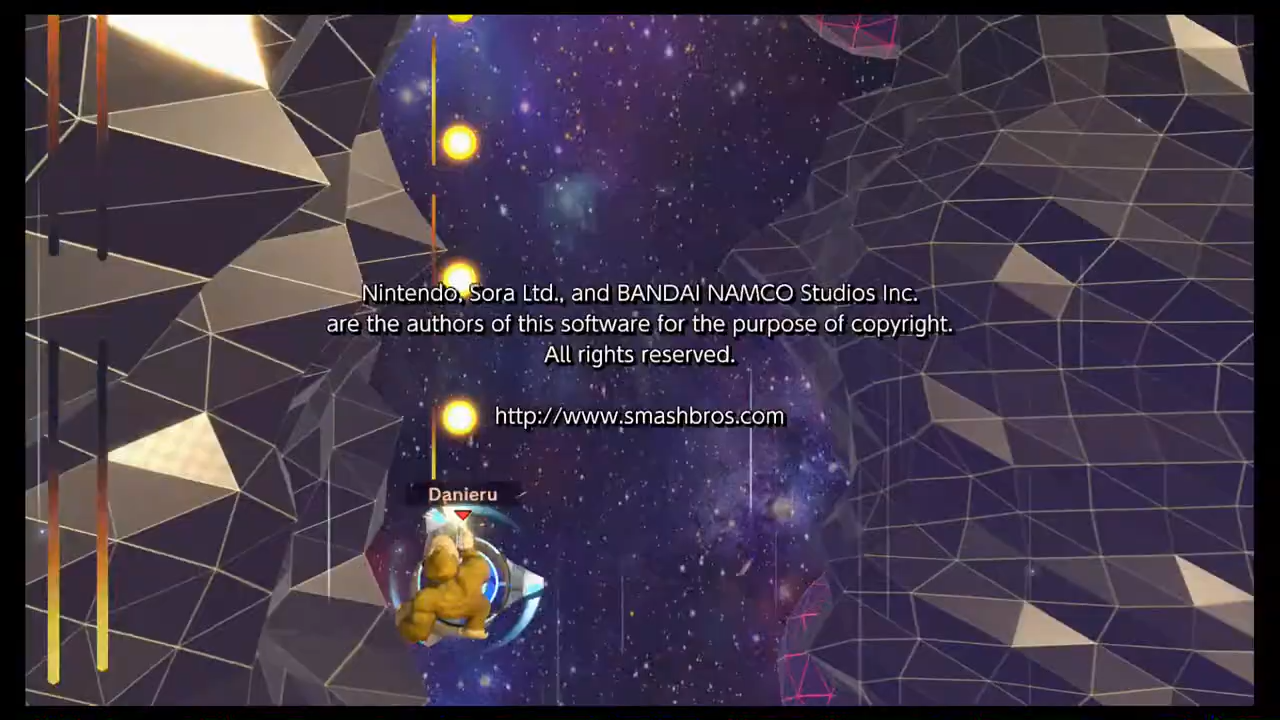 Nintendo, Sora Ltd., and BANDAI NAMCO Studios Inc.
are the authors of this software for the purpose of copyright.
All rights reserved.
http://www.smashbros.com
Danieru